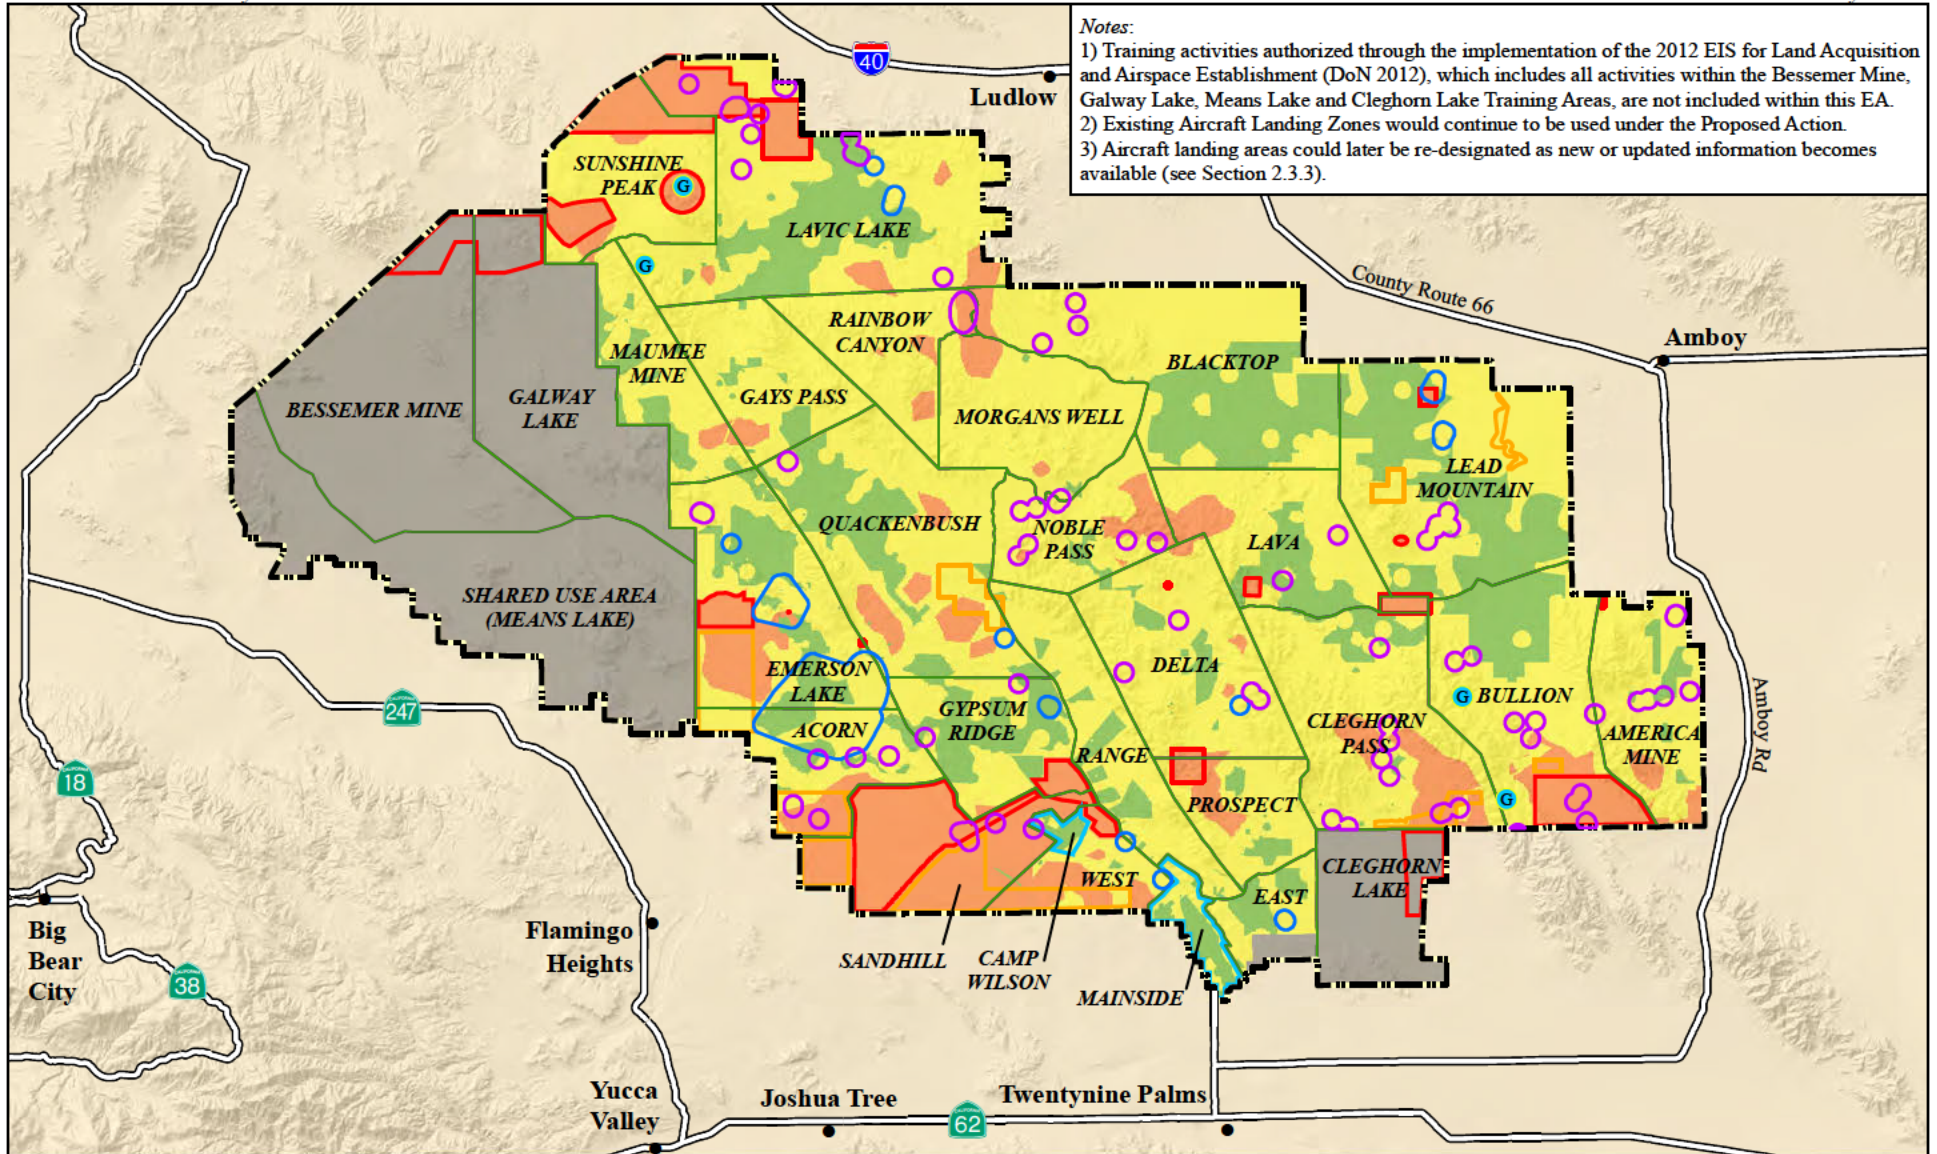 Notes:
1) Training activities authorized through the implementation of the 2012 EIS for Land Acquisition
and Airspace Establishment (DoN 2012), which includes all activities within the Bessemer Mine,
Galway Lake, Means Lake and Cleghorn Lake Training Areas, are not included within this EA.
2) Existing Aircraft Landing Zones would continue to be used under the Proposed Action.
3) Aircraft landing areas could later be re-designated as new or updated information becomes
available (see Section 2.3.3).
40
Ludlow
SUNSHINE
PEAK
G
LAVIC LAKE
G
County Route 66
Amboy
RAINBOW
CANYON
MAUMEE
MINE
BLACKTOP
BESSEMER MINE
GALWAY
LAKE
GAYS PASS
MORGANS WELL
LEAD
MOUNTAIN
QUACKENBUSH
NOBLE
PASS
LAVA
SHARED USE AREA
(MEANS LAKE)
EMERSON
LAKE
DELTA
G
BULLION
Amboy Rd
CALIFORNIA
247
ACORN
GYPSUM
RIDGE
CLEGHORN
PASS
AMERICA
MINE
RANGE
CALIFORNIA
18
PROSPECT
G
CLEGHORN
LAKE
WEST
EAST
Big
Bear
City
Flamingo
Heights
SANDHILL
CAMP
WILSON
MAINSIDE
CALIFORNIA
38
Yucca
Valley
Joshua Tree
Twentynine Palms
CALIFORNIA
62